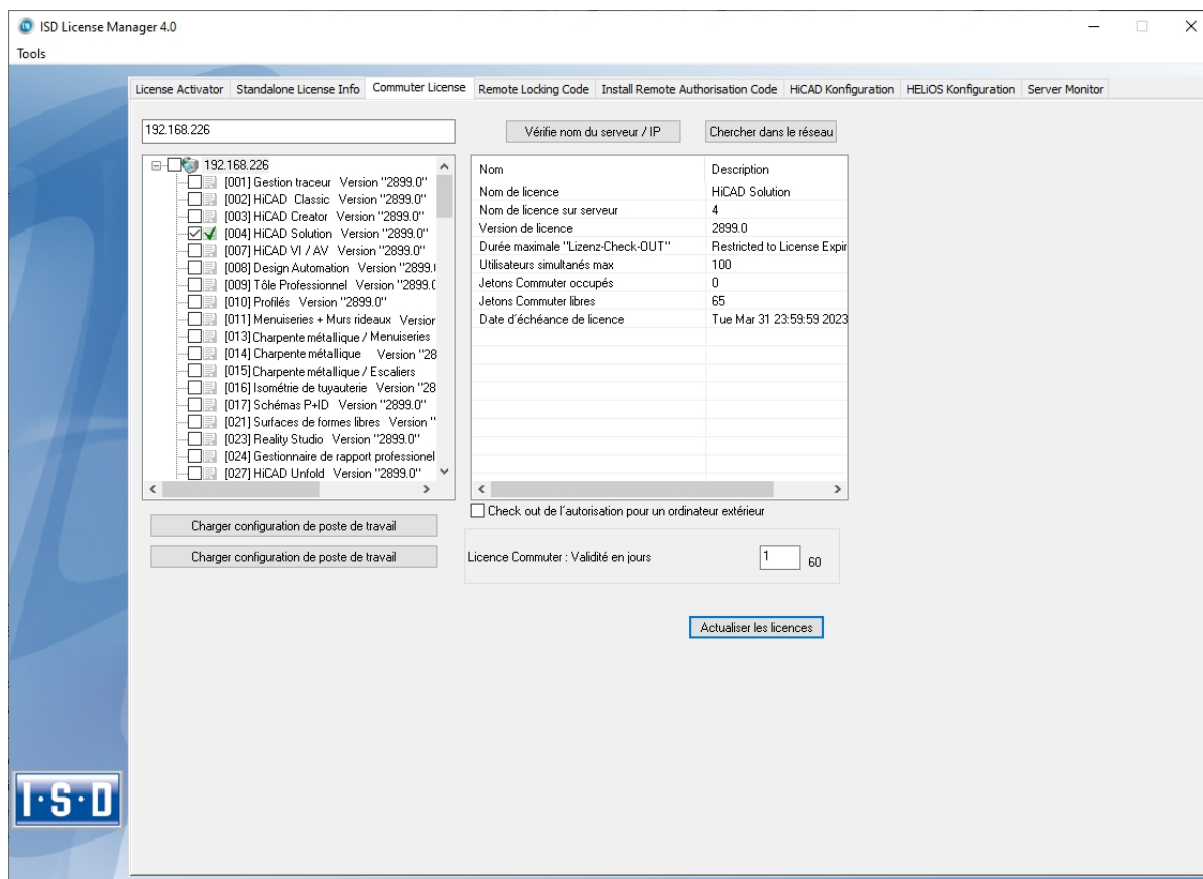 ISD License Manager 4.0
Tools
License Activator Standalone License Info Commuter License Remote Locking Code Install Remote Authorisation Code HiCAD Konfiguration HELiOS Konfiguration Server Monitor
192.168.226
Vérifie nom du serveur / IP
Chercher dans le réseau
192.168.226
[001] Gestion traceur Version "2899.0"
[002] HiCAD Classic Version "2899.0"
[003] HiCAD Creator Version "2899.0"
[004] HiCAD Solution Version "2899.0"
[007] HiCAD VI / AV Version "2899.0"
[008] Design Automation Version "2899.
[009] Tôle Professionnel Version "2899.0
[010] Profilés Version "2899.0"
[011] Menuiseries + Murs rideaux Version
[013] Charpente métallique / Menuiseries
[014] Charpente métallique Version "28
[015] Charpente métallique / Escaliers
[016] Isométrie de tuyauterie Version "28
[017] Schémas P+ID Version "2899.0"
[021] Surfaces de formes libres Version "
[023] Reality Studio Version "2899.0"
[024] Gestionnaire de rapport professionel
[027] HiCAD Unfold Version "2899.0"
Nom Description
Nom de licence HiCAD Solution
Nom de licence sur serveur 4
Version de licence 2899.0
Durée maximale "Lizenz-Check-OUT" Restricted to License Expir
Utilisateurs simultanés max 100
Jetons Commuter occupés 0
Jetons Commuter libres 65
Date d´échéance de licence Tue Mar 31 23:59:59 2023
Check out de l´autorisation pour un ordinateur extérieur
Charger configuration de poste de travail
Charger configuration de poste de travail
Licence Commuter : Validité en jours 1 60
Actualiser les licences
I·S·D